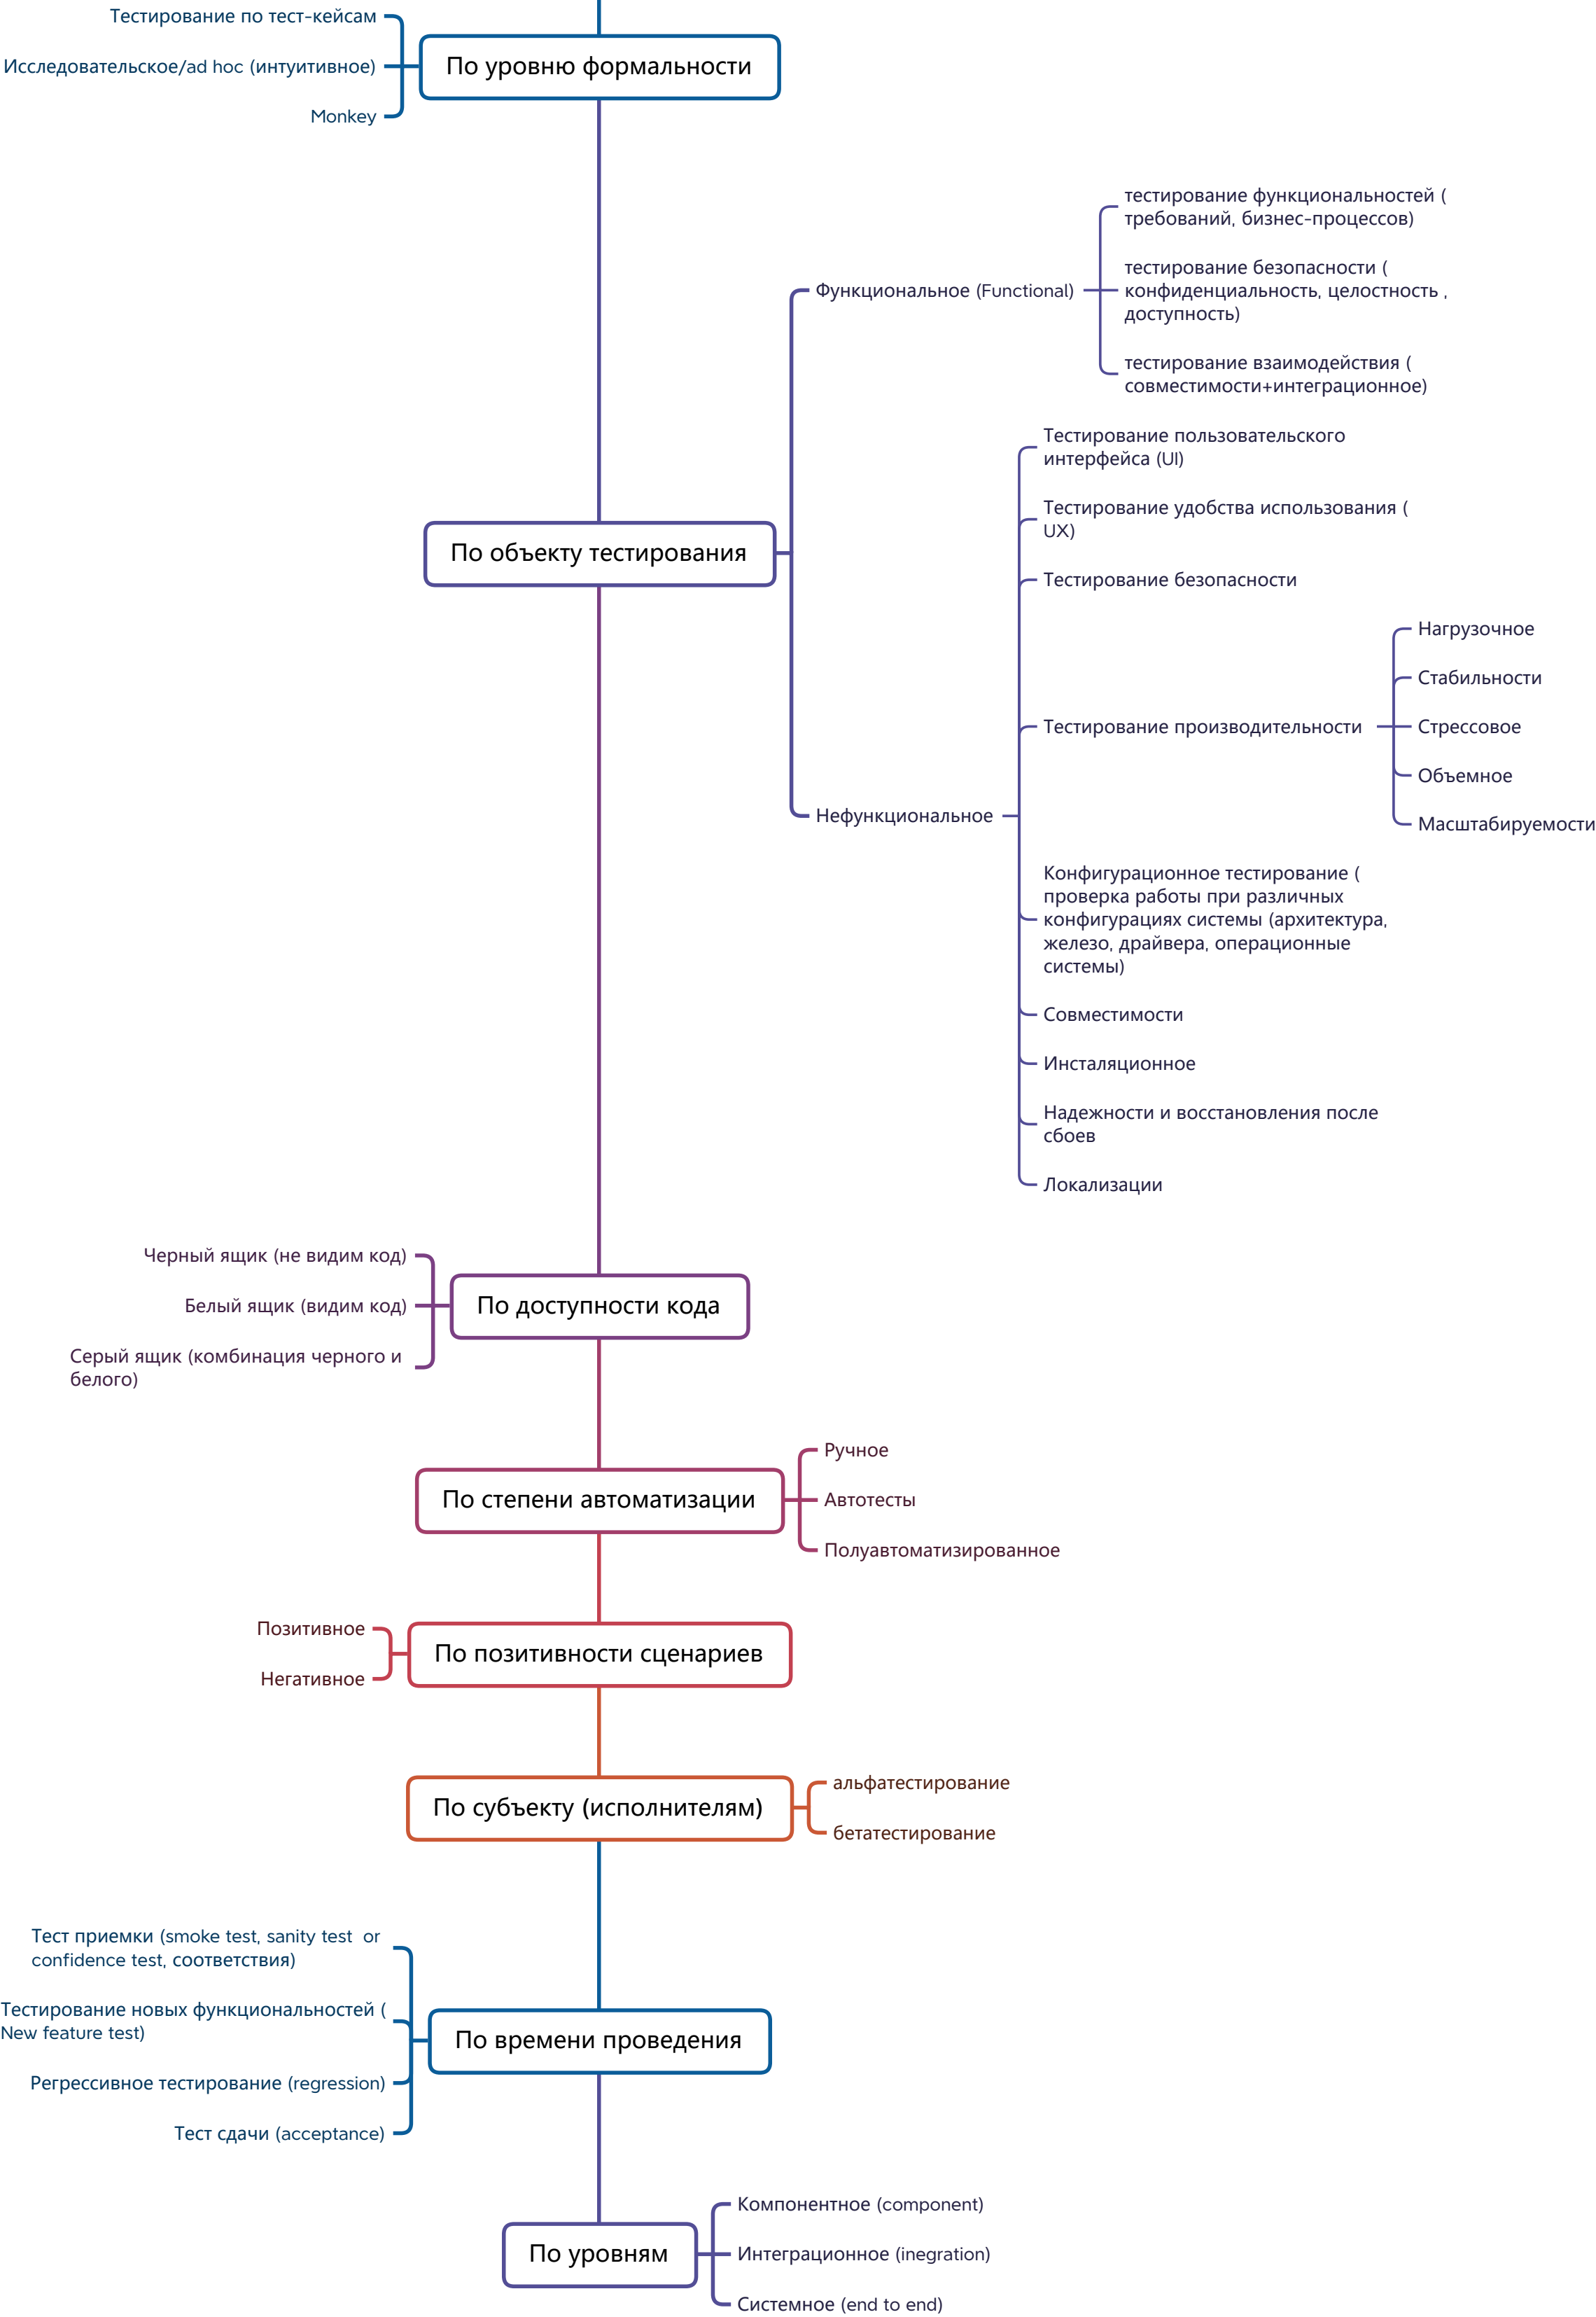 Тестирование по тест-кейсам
Исследовательское/ad hoc (интуитивное)
Monkey
По уровню формальности
тестирование функциональностей (
требований, бизнес-процессов)
тестирование безопасности (
конфиденциальность, целостность ,
доступность)
тестирование взаимодействия (
совместимости+интеграционное)
Функциональное (Functional)
По объекту тестирования
Нефункциональное
Тестирование пользовательского
интерфейса (UI)
Тестирование удобства использования (
UX)
Тестирование безопасности
Тестирование производительности
Нагрузочное
Стабильности
Стрессовое
Объемное
Масштабируемости
Конфигурационное тестирование (
проверка работы при различных
конфигурациях системы (архитектура,
железо, драйвера, операционные
системы)
Совместимости
Инсталяционное
Надежности и восстановления после
сбоев
Локализации
Черный ящик (не видим код)
Белый ящик (видим код)
Серый ящик (комбинация черного и
белого)
По доступности кода
По степени автоматизации
Ручное
Автотесты
Полуавтоматизированное
Позитивное
Негативное
По позитивности сценариев
По субъекту (исполнителям)
альфатестирование
бетатестирование
Тест приемки (smoke test, sanity test  or
confidence test, соответствия)
Тестирование новых функциональностей (
New feature test)
Регрессивное тестирование (regression)
Тест сдачи (acceptance)
По времени проведения
По уровням
Компонентное (component)
Интеграционное (inegration)
Системное (end to end)